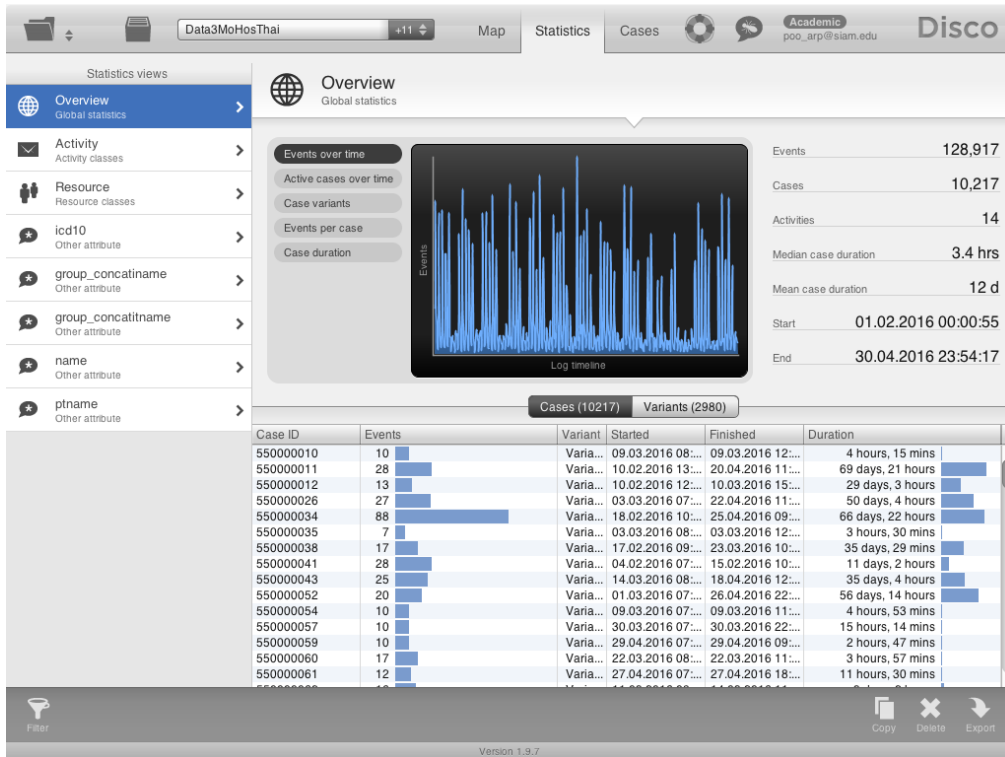 Data3MoHosThai +11 Map Statistics Cases Academic poo_arp@siam.edu Disco
Statistics views
Overview
Global statistics
Activity
Activity classes
Resource
Resource classes
icd10
Other attribute
group_concatiname
Other attribute
group_concatitname
Other attribute
name
Other attribute
ptname
Other attribute
Overview
Global statistics
Events over time
Active cases over time
Case variants
Events per case
Case duration
Events
Log timeline
Events 128,917
Cases 10,217
Activities 14
Median case duration 3.4 hrs
Mean case duration 12 d
Start 01.02.2016 00:00:55
End 30.04.2016 23:54:17
Cases (10217) Variants (2980)
Case ID Events Variant Started Finished Duration
550000010 10 Varia... 09.03.2016 08:... 09.03.2016 12:... 4 hours, 15 mins
550000011 28 Varia... 10.02.2016 13:... 20.04.2016 11:... 69 days, 21 hours
550000012 13 Varia... 10.02.2016 12:... 10.03.2016 15:... 29 days, 3 hours
550000026 27 Varia... 03.03.2016 07:... 22.04.2016 11:... 50 days, 4 hours
550000034 88 Varia... 18.02.2016 10:... 25.04.2016 09:... 66 days, 22 hours
550000035 7 Varia... 03.03.2016 08:... 03.03.2016 12:... 3 hours, 30 mins
550000038 17 Varia... 17.02.2016 09:... 23.03.2016 10:... 35 days, 29 mins
550000041 28 Varia... 04.02.2016 07:... 15.02.2016 10:... 11 days, 2 hours
550000043 25 Varia... 14.03.2016 08:... 18.04.2016 12:... 35 days, 4 hours
550000052 20 Varia... 01.03.2016 07:... 26.04.2016 22:... 56 days, 14 hours
550000054 10 Varia... 09.03.2016 07:... 09.03.2016 11:... 4 hours, 53 mins
550000057 10 Varia... 30.03.2016 07:... 30.03.2016 22:... 15 hours, 14 mins
550000059 10 Varia... 29.04.2016 07:... 29.04.2016 09:... 2 hours, 47 mins
550000060 17 Varia... 22.03.2016 08:... 22.03.2016 11:... 3 hours, 57 mins
550000061 12 Varia... 27.04.2016 07:... 27.04.2016 18:... 11 hours, 30 mins
Filter Copy Delete Export
Version 1.9.7